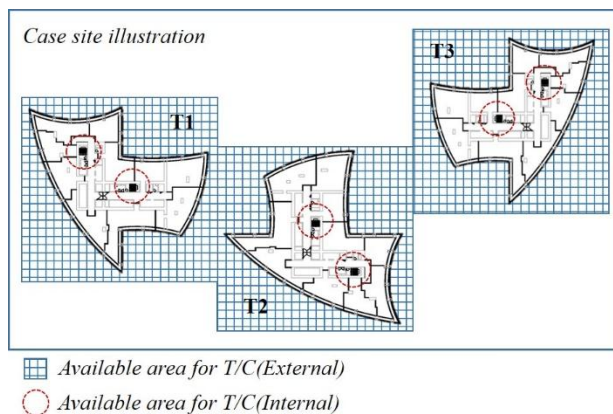 Case site illustration
T3
T1
T2
Available area for T/C(External)
Available area for T/C(Internal)